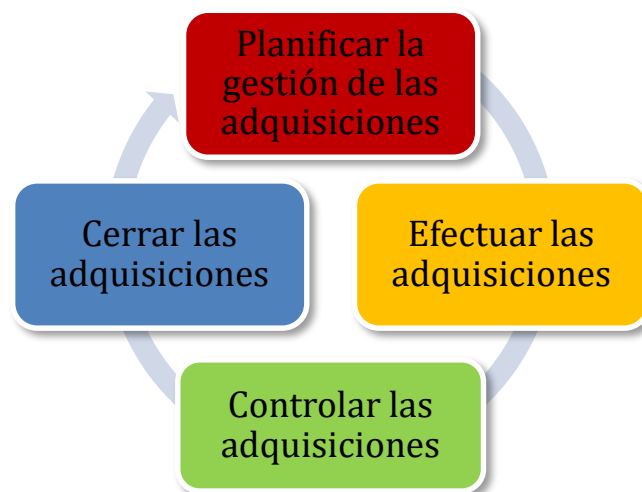 Planificar la
gestión de las
adquisiciones
Efectuar las
adquisiciones
Controlar las
adquisiciones
Cerrar las
adquisiciones